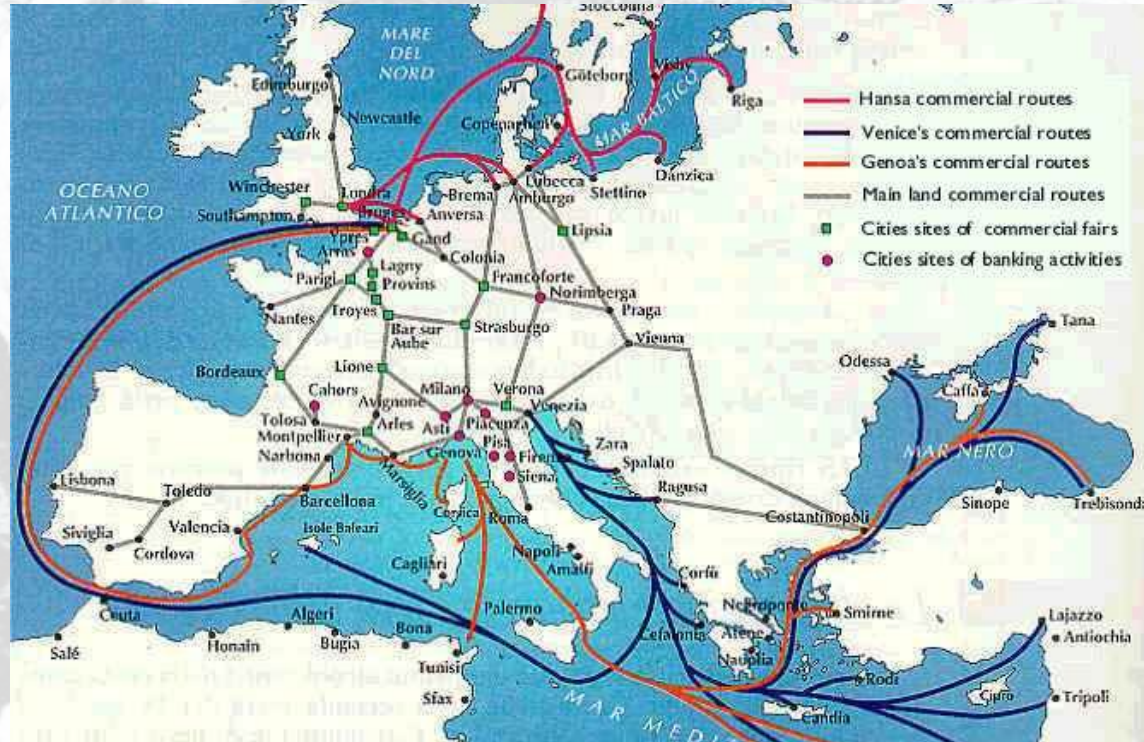 Stoccolma
MARE
DEL
NORD
Göteborg
Visby
Riga
Edimburgo
Newcastle
Copenaghen
MAR BALTICO
York
Danzica
Stettino
Lubecca
Amburgo
Brema
Winchester
Londra
Southampton
Bruges
Anversa
OCEANO
ATLANTICO
Ypres
Gand
Lipsia
Arras
Colonia
Lagny
Provins
Parigi
Francoforte
Norimberga
Praga
Nantes
Troyes
Bar sur
Aube
Strasburgo
Vienna
Hansa commercial routes
Venice's commercial routes
Genoa's commercial routes
Main land commercial routes
Cities sites of commercial fairs
Cities sites of banking activities
Tana
Odessa
Caffa
Bordeaux
Lione
Cahors
Milano
Verona
Venezia
Avignone
Tolosa
Asti
Piacenza
Montpellier
Arles
Genova
Pisa
Firenze
Zara
Narbona
Marsiglia
Siena
Spalato
MAR NERO
Lisbona
Toledo
Barcellona
Corsica
Roma
Ragusa
Costantinopoli
Sinope
Trebisonda
Siviglia
Valencia
Isole Baleari
Cordova
Cagliari
Napoli
Amalfi
Corfù
Negroponte
Smirne
Lajazzo
Antiochia
Ceuta
Algeri
Bona
Palermo
Cefalonia
Atene
Salé
Honain
Bugia
Tunisi
Nauplia
Rodi
Cipro
Tripoli
Sfax
Candia
MAR MEDI